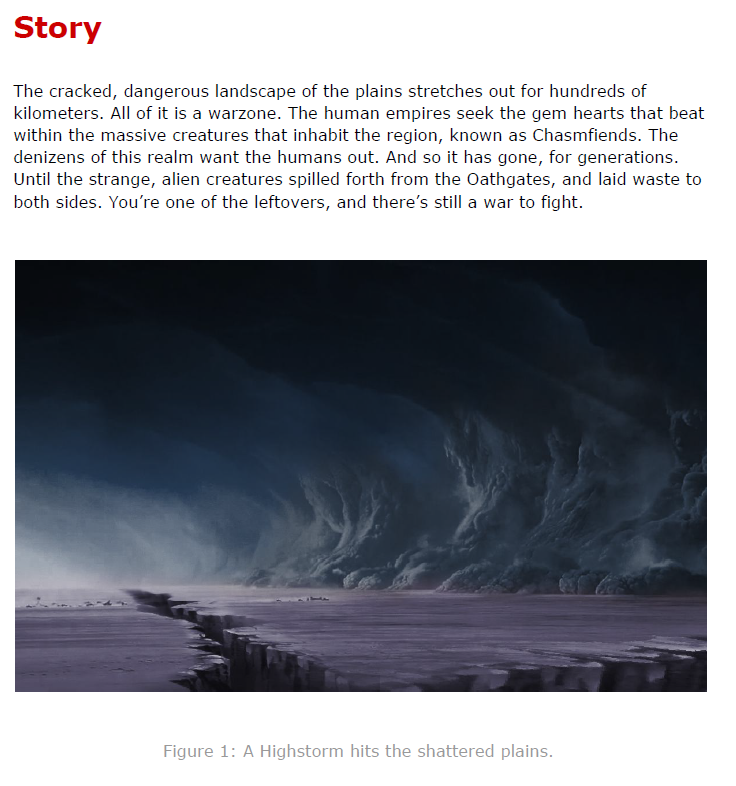 Story
The cracked, dangerous landscape of the plains stretches out for hundreds of
kilometers. All of it is a warzone. The human empires seek the gem hearts that beat
within the massive creatures that inhabit the region, known as Chasmfiends. The
denizens of this realm want the humans out. And so it has gone, for generations.
Until the strange, alien creatures spilled forth from the Oathgates, and laid waste to
both sides. You’re one of the leftovers, and there’s still a war to fight.
Figure 1: A Highstorm hits the shattered plains.